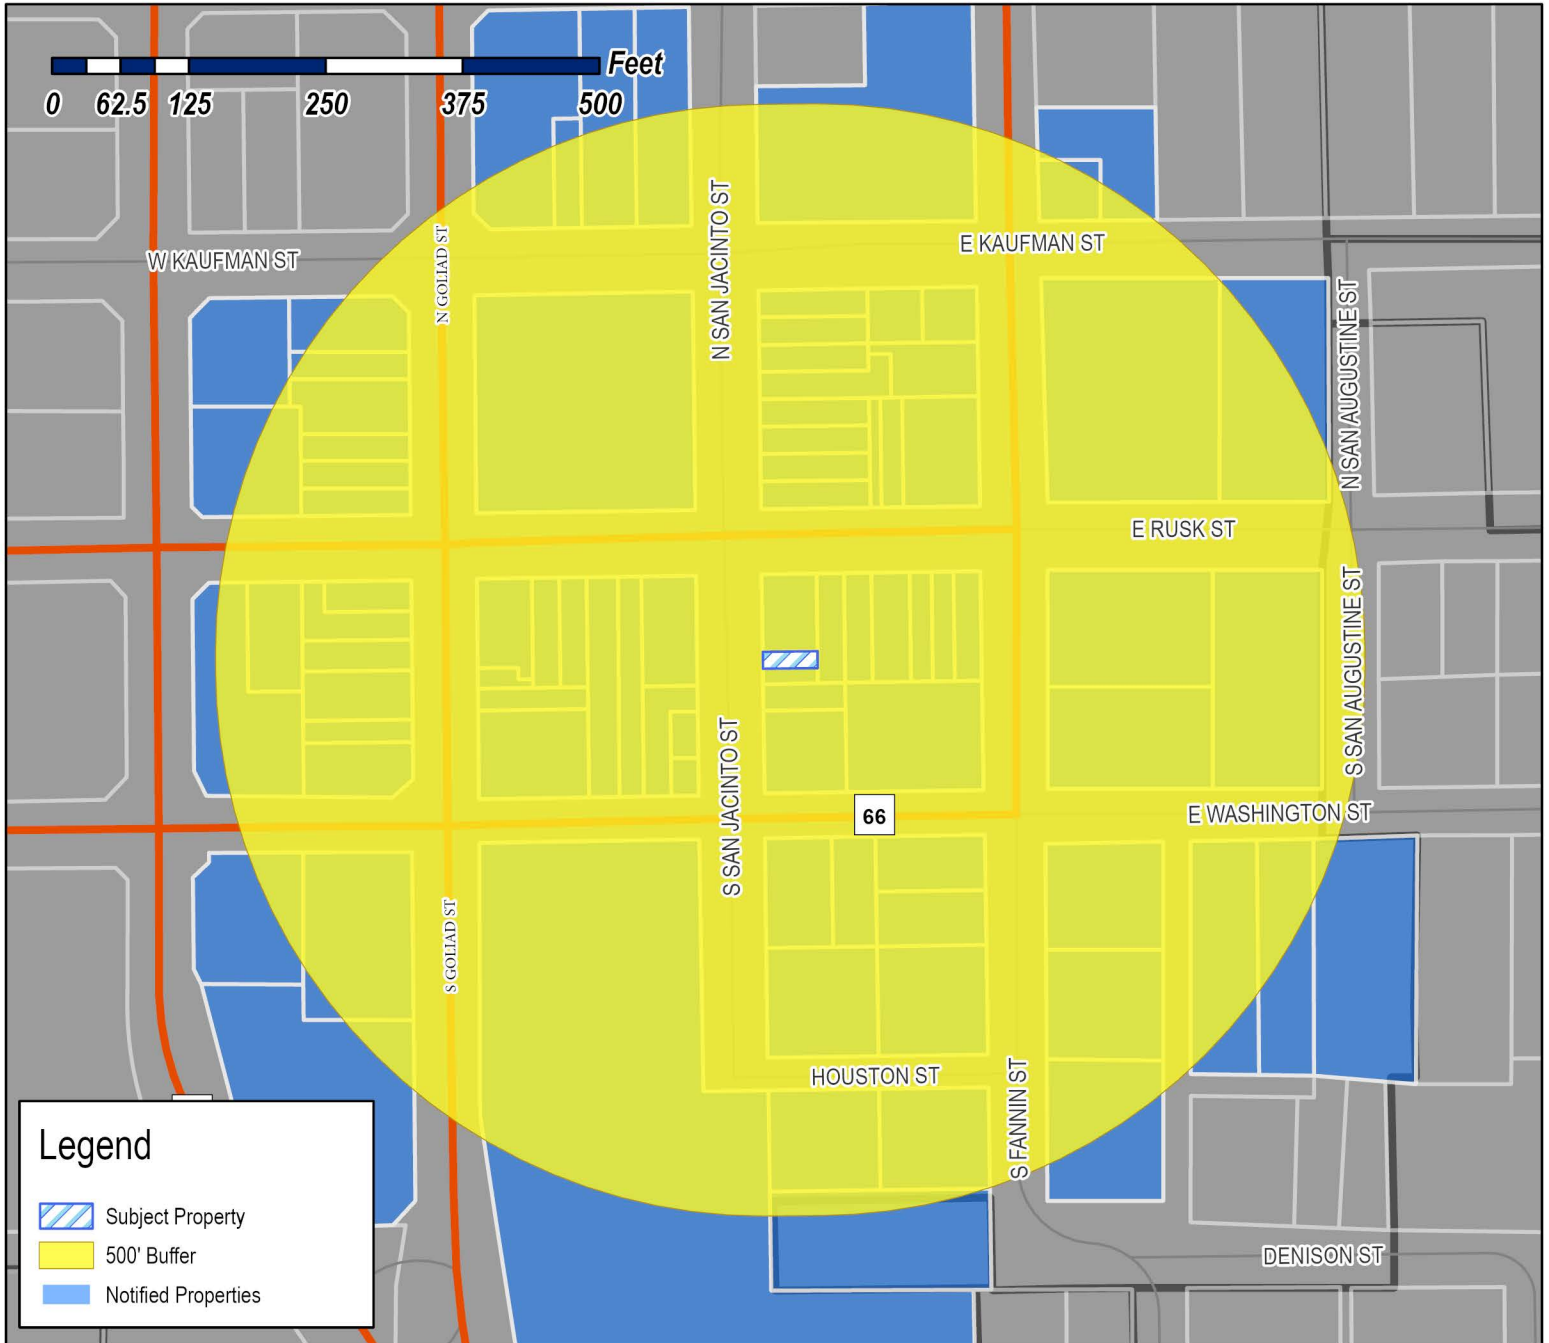 Feet
0 62.5 125 250 375 500
N SAN JACINTO ST
W KAUFMAN ST
N GOLIAD ST
E KAUFMAN ST
N SAN AUGUSTINE ST
E RUSK ST
S SAN AUGUSTINE ST
S SAN JACINTO ST
66
E WASHINGTON ST
S GOLIAD ST
HOUSTON ST
S FANNIN ST
DENISON ST
Legend
Subject Property
500' Buffer
Notified Properties